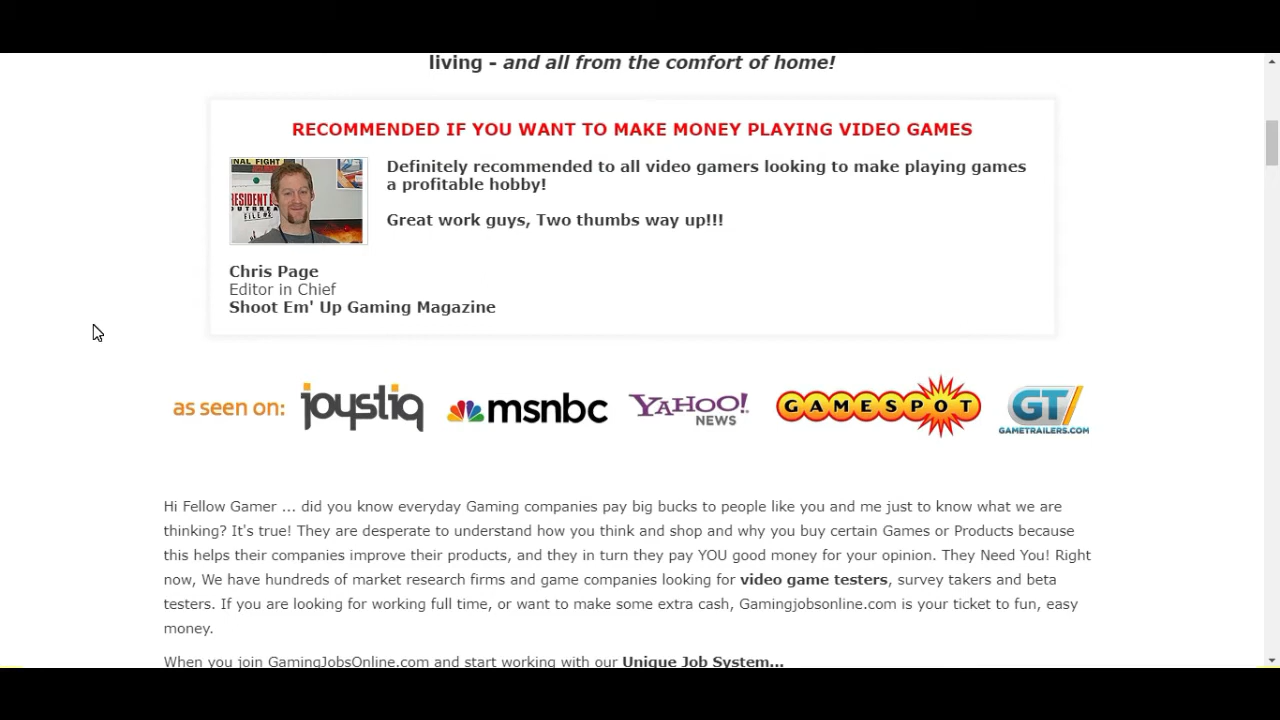 living - and all from the comfort of home!
RECOMMENDED IF YOU WANT TO MAKE MONEY PLAYING VIDEO GAMES
NAL FIGHT
RESIDENT
OUTBREAK
FILE #2
Definitely recommended to all video gamers looking to make playing games
a profitable hobby!
Great work guys, Two thumbs way up!!!
Chris Page
Editor in Chief
Shoot Em' Up Gaming Magazine
as seen on: joystiq msnbc YAHOO! NEWS GAMESPOT GT/ GAMETRAILERS.COM
Hi Fellow Gamer ... did you know everyday Gaming companies pay big bucks to people like you and me just to know what we are
thinking? It's true! They are desperate to understand how you think and shop and why you buy certain Games or Products because
this helps their companies improve their products, and they in turn they pay YOU good money for your opinion. They Need You! Right
now, We have hundreds of market research firms and game companies looking for video game testers, survey takers and beta
testers. If you are looking for working full time, or want to make some extra cash, Gamingjobsonline.com is your ticket to fun, easy
money.
When you join GamingJobsOnline.com and start working with our Unique Job System...